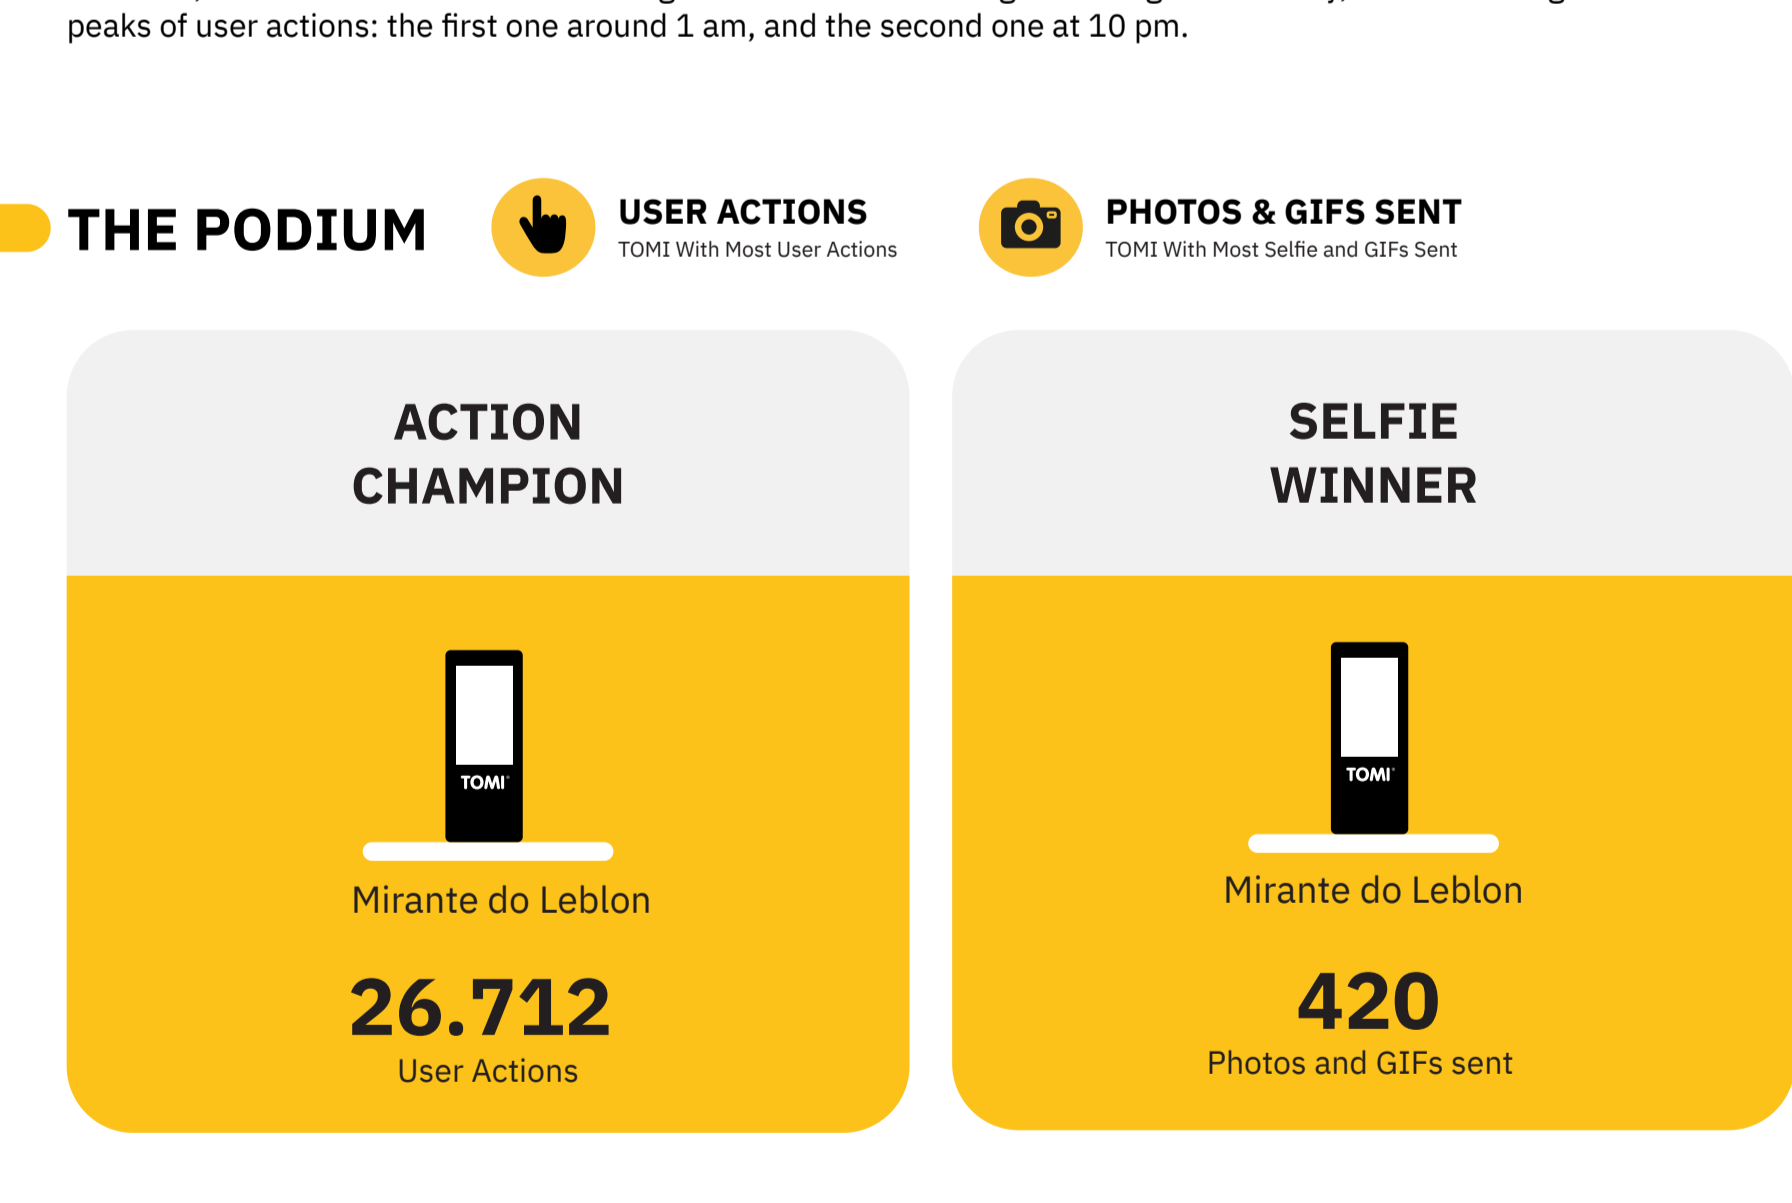 peaks of user actions: the first one around 1 am, and the second one at 10 pm.
THE PODIUM
USER ACTIONS
TOMI With Most User Actions
PHOTOS & GIFS SENT
TOMI With Most Selfie and GIFs Sent
ACTION
CHAMPION
TOMI
Mirante do Leblon
26.712
User Actions
SELFIE
WINNER
TOMI
Mirante do Leblon
420
Photos and GIFs sent